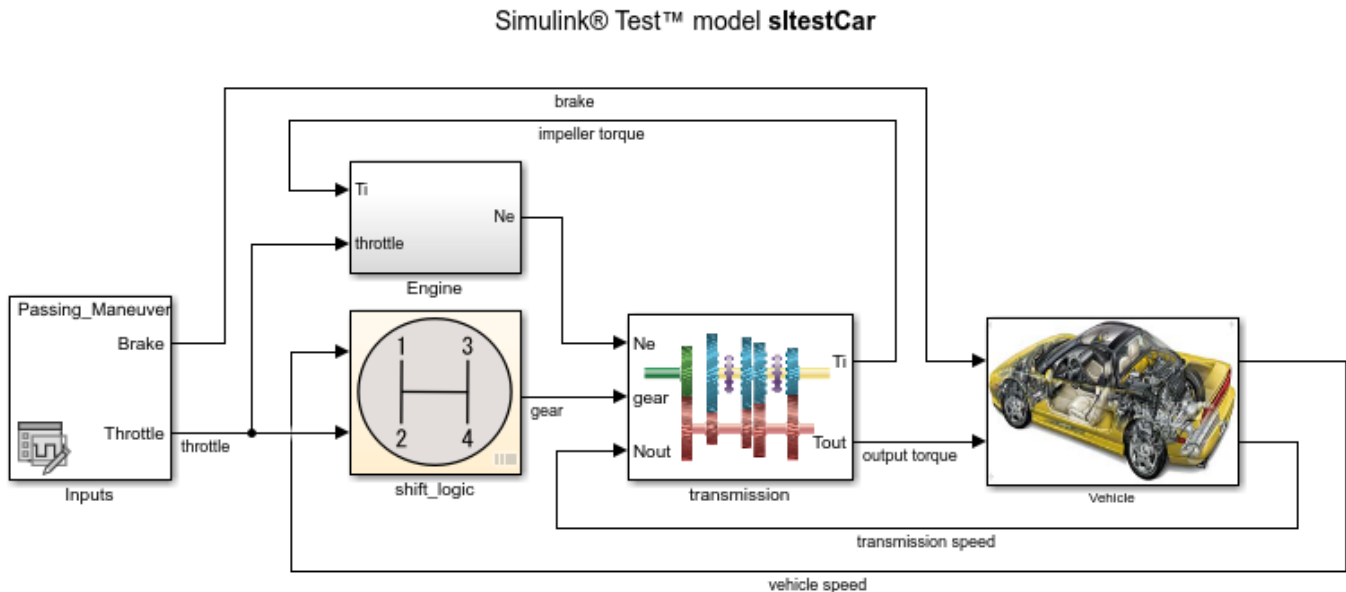 Simulink® Test™ model sltestCar
brake
impeller torque
Ti
throttle
Ne
Engine
Passing_Maneuver
Brake
Throttle
Inputs
throttle
1 3
2 4
shift_logic
gear
Ne
gear
Nout
Ti
Tout
transmission
output torque
Vehicle
transmission speed
vehicle speed